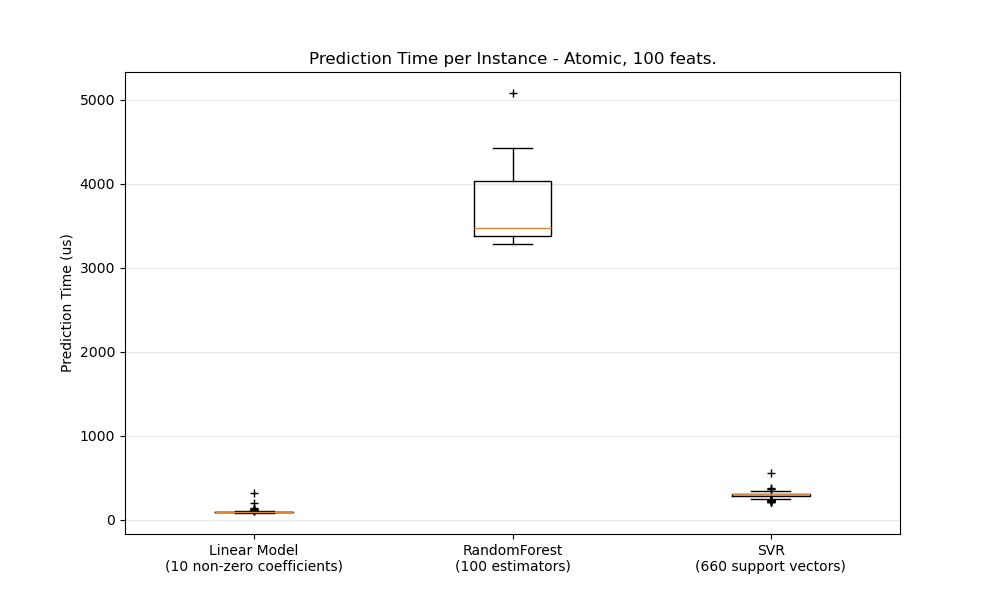 Prediction Time per Instance - Atomic, 100 feats.
Prediction Time (us)
5000
4000
3000
2000
1000
0
Linear Model
(10 non-zero coefficients)
RandomForest
(100 estimators)
SVR
(660 support vectors)